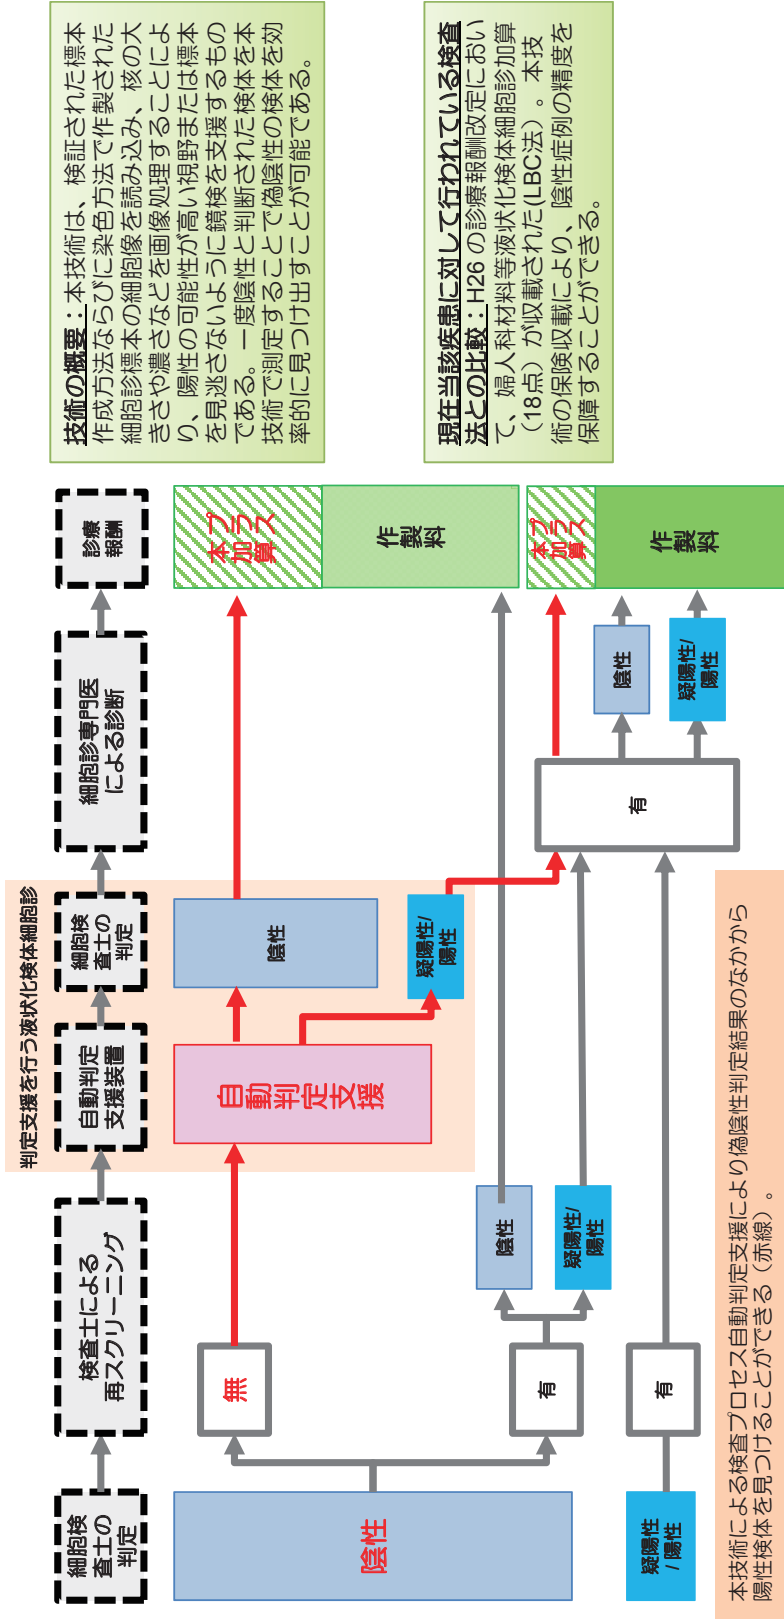 細胞検
査士の
判定
検査士による
再スクリーニング
判定支援を行う液状化検体細胞診
自動判定
支援装置
細胞検
査士の
判定
細胞診専門医
による診断
診療
報酬
陰性
無
自動判定支援
陰性
本プラス
加算
作製料
疑陽性/
陽性
有
陰性
疑陽性/
陽性
疑陽性
/ 陽性
有
有
陰性
疑陽性/
陽性
本プラス
加算
作製料
技術の概要：本技術は、検証された標本
作成方法ならびに染色方法で作製された
細胞診標本の細胞像を読み込み、核の大
きさや濃さなどを画像処理することによ
り、陽性の可能性が高い視野または標本
を見逃さないように鏡検を支援するもの
である。一度陰性と判断された検体を本
技術で測定することで偽陰性の検体を効
率的に見つけ出すことが可能である。
現在当該疾患に対して行われている検査
法との比較：H26 の診療報酬改定におい
て、婦人科材料等液状化検体細胞診加算
（18点）が収載された(LBC法）。本技
術の保険収載により、陰性症例の精度を
保障することができる。
本技術による検査プロセス自動判定支援により偽陰性判定結果のなかから
陽性検体を見つけることができる（赤線）。